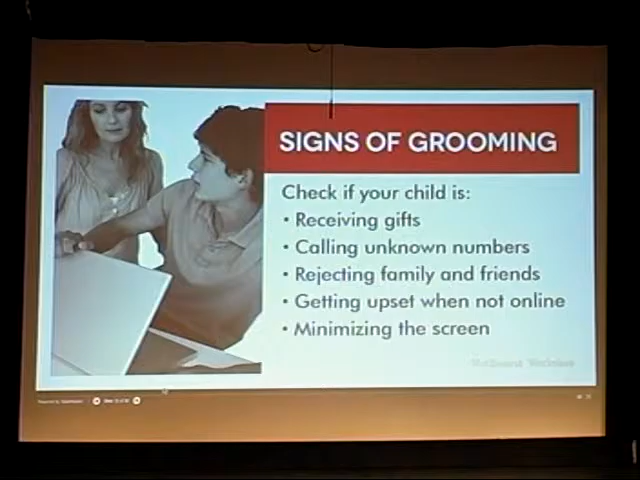 SIGNS OF GROOMING
Check if your child is:
• Receiving gifts
• Calling unknown numbers
• Rejecting family and friends
• Getting upset when not online
• Minimizing the screen